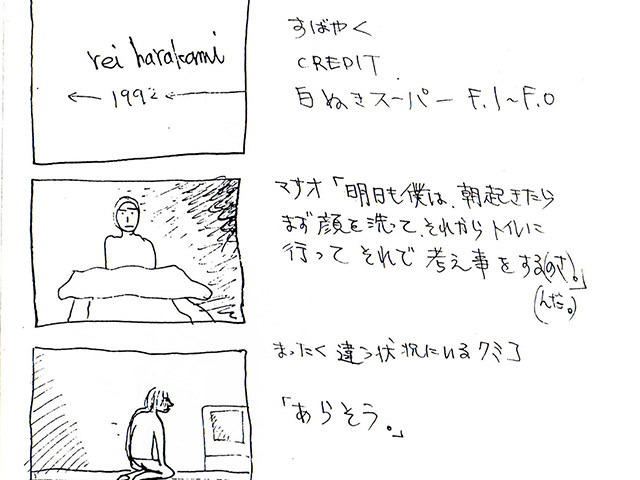 rei harakami
1992
すばやく
CREDIT.
白ぬきスーパー F.I～F.O
マサオ「明日も僕は、朝起きたら
まず顔を洗って、それからトイレに
行って それで 考え事をする(のさ)。」
(んだ。)
まったく違う状況にいるクミコ
「あらそう。」